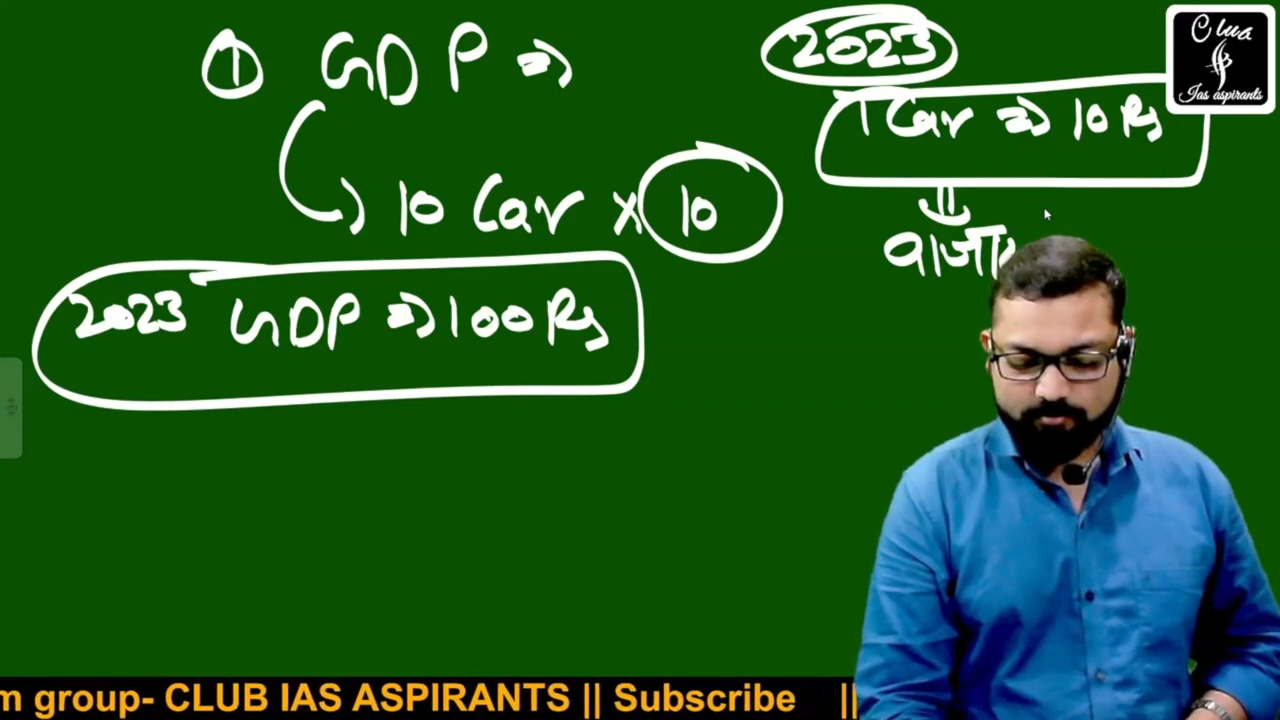 ① GDP ⇒
2023
1 Car ⇒ 10 Rs
10 Car × 10
2023 GDP ⇒ 100 Rs
Club
Ias aspirants
m group- CLUB IAS ASPIRANTS || Subscribe ||